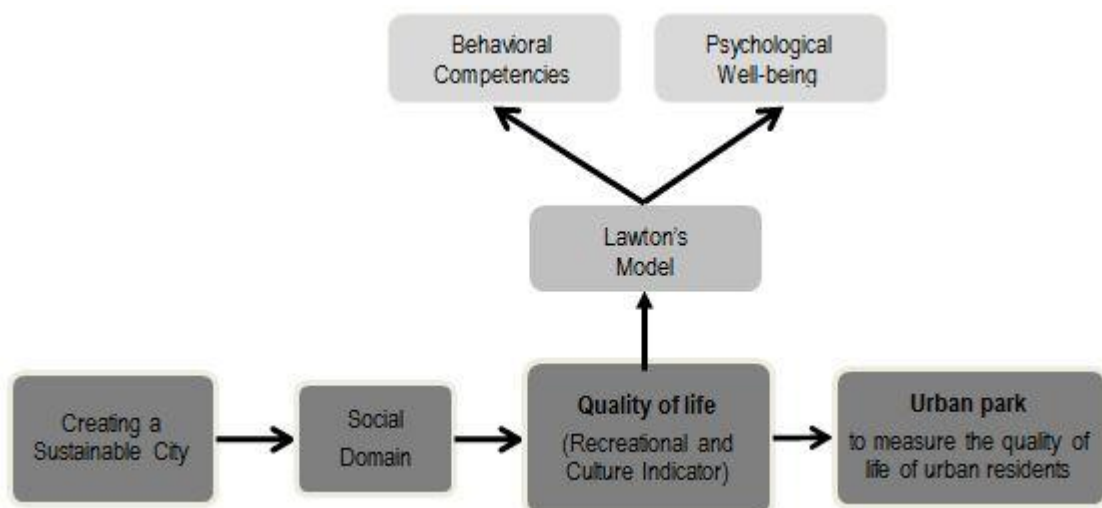 Behavioral
Competencies
Psychological
Well-being
Lawton's
Model
Creating a
Sustainable City
Social
Domain
Quality of life
(Recreational and
Culture Indicator)
Urban park
to measure the quality of
life of urban residents